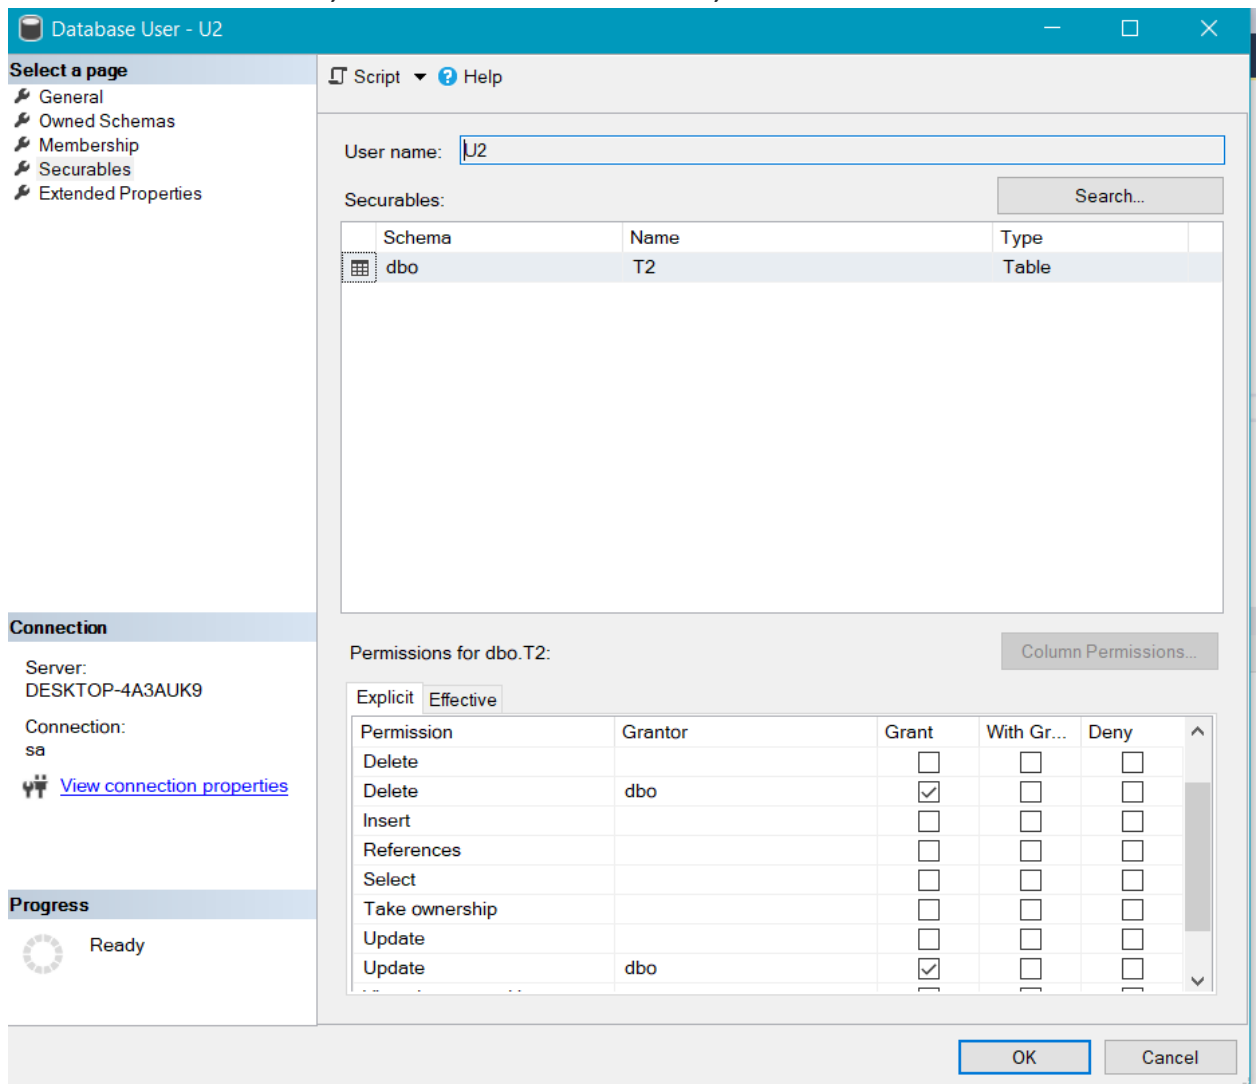 Database User - U2
Select a page
General
Owned Schemas
Membership
Securables
Extended Properties
Script Help
User name: U2
Securables: Search...
Schema Name Type
dbo T2 Table
Connection
Server:
DESKTOP-4A3AUK9
Connection:
sa
View connection properties
Progress
Ready
Permissions for dbo.T2: Column Permissions...
Explicit Effective
Permission Grantor Grant With Gr... Deny
Delete
Delete dbo
Insert
References
Select
Take ownership
Update
Update dbo
OK Cancel